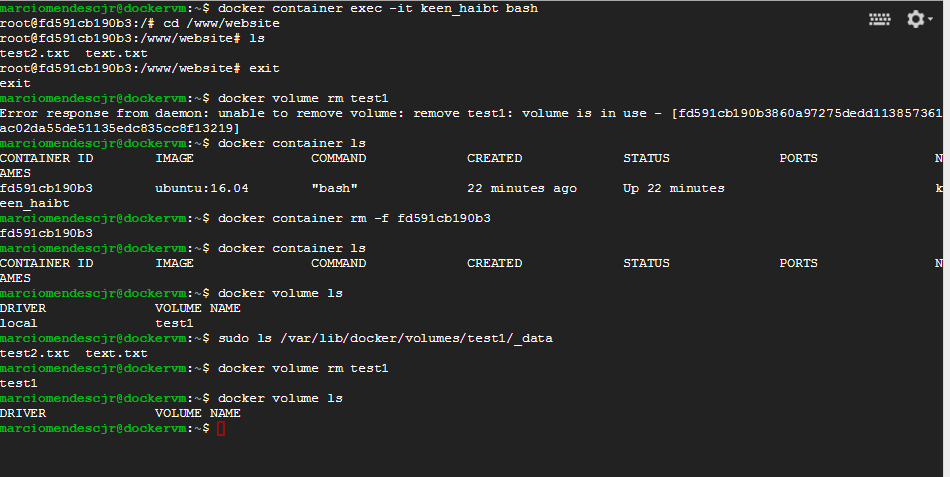 marciomendescjr@dockervm:~$ docker container exec -it keen_haibt bash
root@fd591cb190b3:/# cd /www/website
root@fd591cb190b3:/www/website# ls
test2.txt  text.txt
root@fd591cb190b3:/www/website# exit
exit
marciomendescjr@dockervm:~$ docker volume rm test1
Error response from daemon: unable to remove volume: remove test1: volume is in use - [fd591cb190b3860a97275dedd113857361
ac02da55de51135edc835cc8f13219]
marciomendescjr@dockervm:~$ docker container ls
CONTAINER ID        IMAGE               COMMAND             CREATED             STATUS              PORTS               N
AMES
fd591cb190b3        ubuntu:16.04        "bash"              22 minutes ago      Up 22 minutes                           k
een_haibt
marciomendescjr@dockervm:~$ docker container rm -f fd591cb190b3
fd591cb190b3
marciomendescjr@dockervm:~$ docker container ls
CONTAINER ID        IMAGE               COMMAND             CREATED             STATUS              PORTS               N
AMES
marciomendescjr@dockervm:~$ docker volume ls
DRIVER              VOLUME NAME
local               test1
marciomendescjr@dockervm:~$ sudo ls /var/lib/docker/volumes/test1/_data
test2.txt  text.txt
marciomendescjr@dockervm:~$ docker volume rm test1
test1
marciomendescjr@dockervm:~$ docker volume ls
DRIVER              VOLUME NAME
marciomendescjr@dockervm:~$